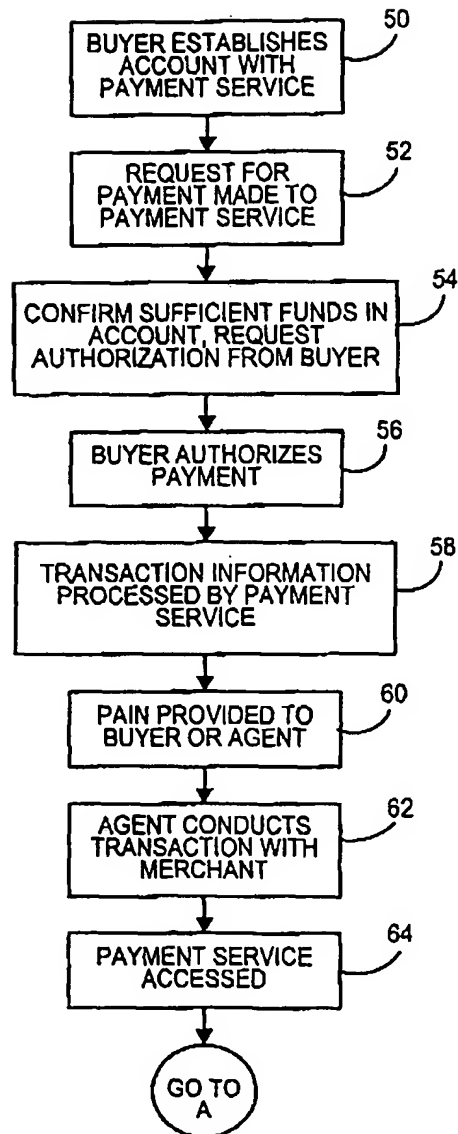 50
BUYER ESTABLISHES
ACCOUNT WITH
PAYMENT SERVICE
52
REQUEST FOR
PAYMENT MADE TO
PAYMENT SERVICE
54
CONFIRM SUFFICIENT FUNDS IN
ACCOUNT, REQUEST
AUTHORIZATION FROM BUYER
56
BUYER AUTHORIZES
PAYMENT
58
TRANSACTION INFORMATION
PROCESSED BY PAYMENT
SERVICE
60
PAIN PROVIDED TO
BUYER OR AGENT
62
AGENT CONDUCTS
TRANSACTION WITH
MERCHANT
64
PAYMENT SERVICE
ACCESSED
GO TO
A